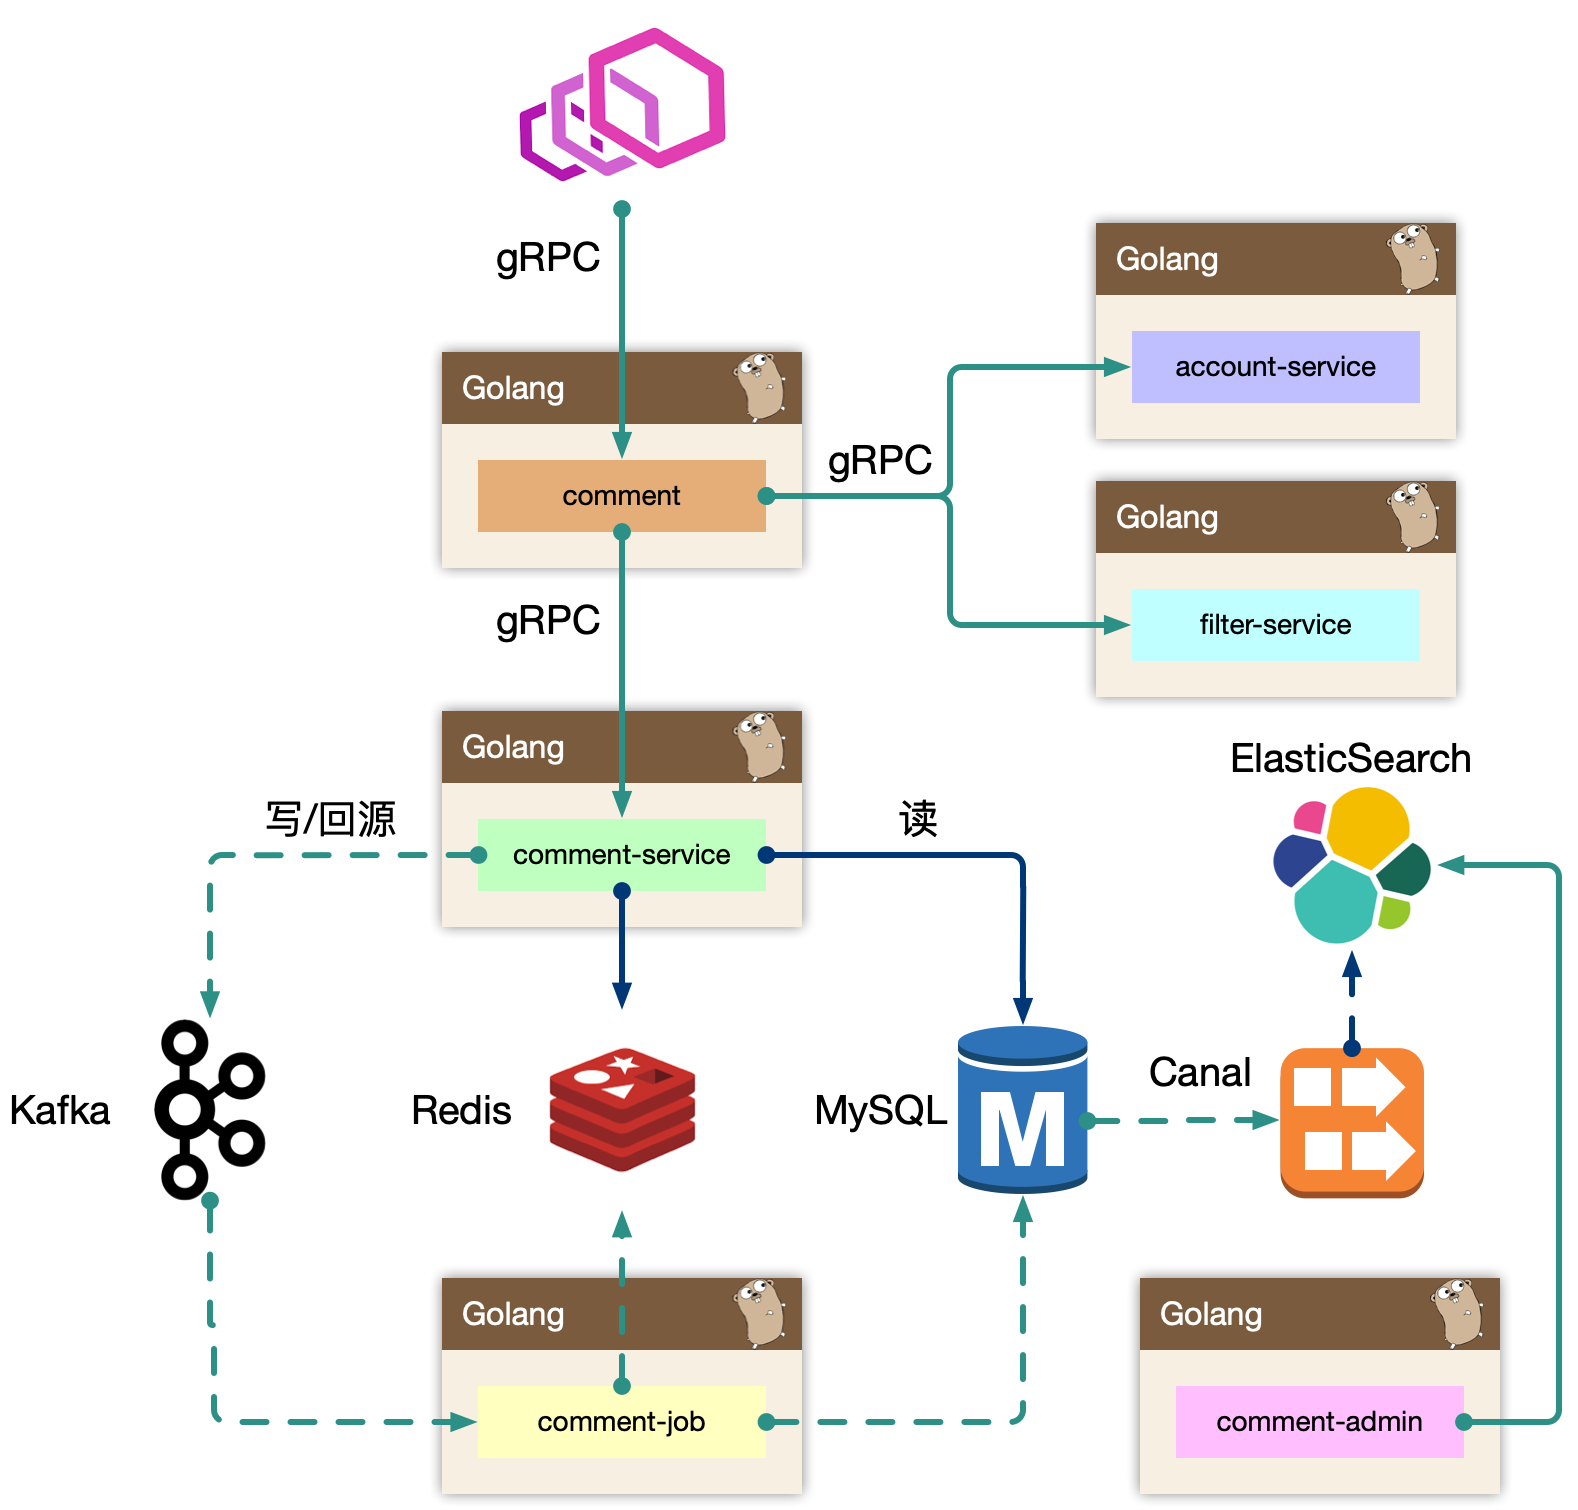 gRPC
Golang
account-service
Golang
comment
gRPC
Golang
filter-service
gRPC
Golang
comment-service
写/回源
读
ElasticSearch
Kafka
Redis
MySQL
M
Canal
Golang
comment-job
Golang
comment-admin